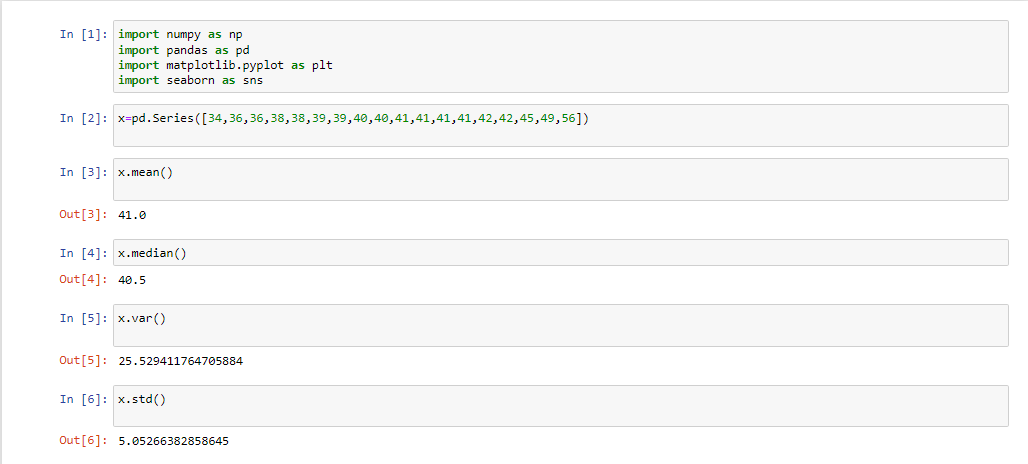 In [1]: import numpy as np
import pandas as pd
import matplotlib.pyplot as plt
import seaborn as sns
In [2]: x=pd.Series([34,36,36,38,38,39,39,40,40,41,41,41,41,42,42,45,49,56])
In [3]: x.mean()
Out[3]: 41.0
In [4]: x.median()
Out[4]: 40.5
In [5]: x.var()
Out[5]: 25.529411764705884
In [6]: x.std()
Out[6]: 5.05266382858645